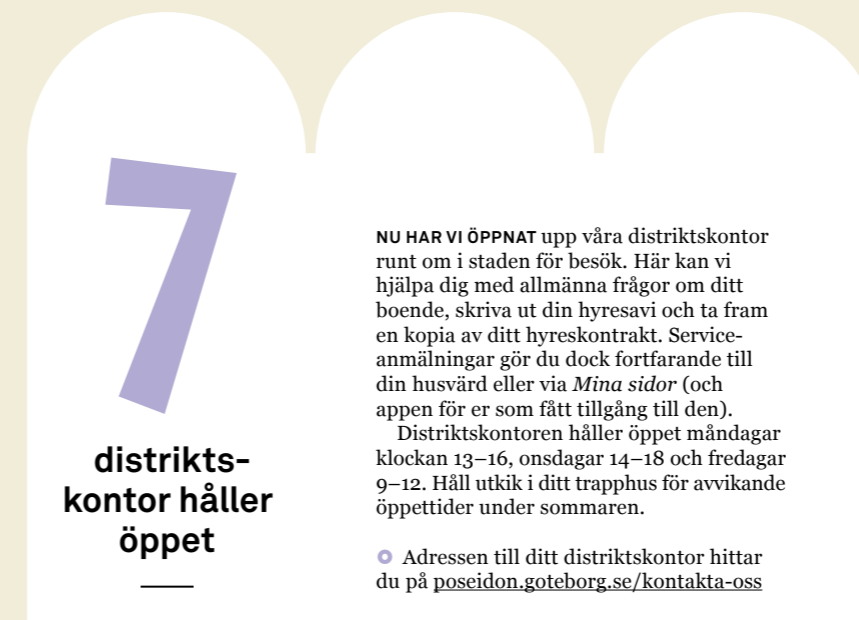 7
distrikts-
kontor håller
öppet
NU HAR VI ÖPPNAT upp våra distriktskontor
runt om i staden för besök. Här kan vi
hjälpa dig med allmänna frågor om ditt
boende, skriva ut din hyresavi och ta fram
en kopia av ditt hyreskontrakt. Service-
anmälningar gör du dock fortfarande till
din husvärd eller via Mina sidor (och
appen för er som fått tillgång till den).
Distriktskontoren håller öppet måndagar
klockan 13–16, onsdagar 14–18 och fredagar
9–12. Håll utkik i ditt trapphus för avvikande
öppettider under sommaren.
Adressen till ditt distriktskontor hittar
du på poseidon.goteborg.se/kontakta-oss